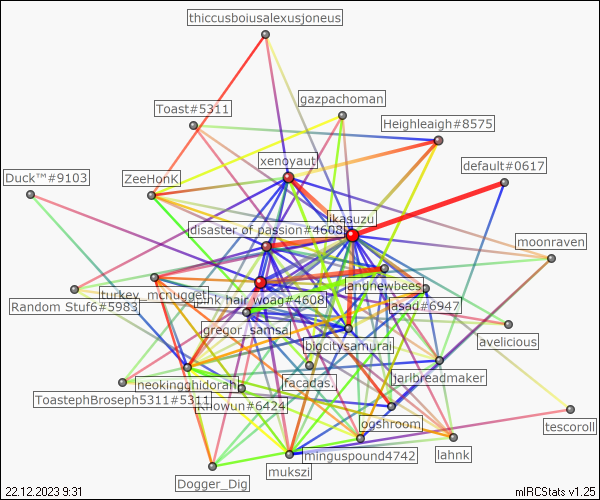 thiccusboiusalexusjoneus
gazpachoman
Toast#5311
Heighleaigh#8575
xenoyaut
default#0617
Duck™#9103
ZeeHonK
ikasuzu
disaster of passion#4608
moonraven
andnewbees
turkey_mcnugget
pink hair woag#4608
Random Stuf6#5983
lasad#6947
gregor_samsa
lavelicious
bigcitysamurai
jarlbreadmaker
neokingghidorah
facadas.
ToastephBroseph5311#5311
Khowun#6424
ogshroom
tescoroll
minguspound4742
lahnk
mukszi
Dogger_Dig
22.12.2023 9:31
mIRCStats v1.25